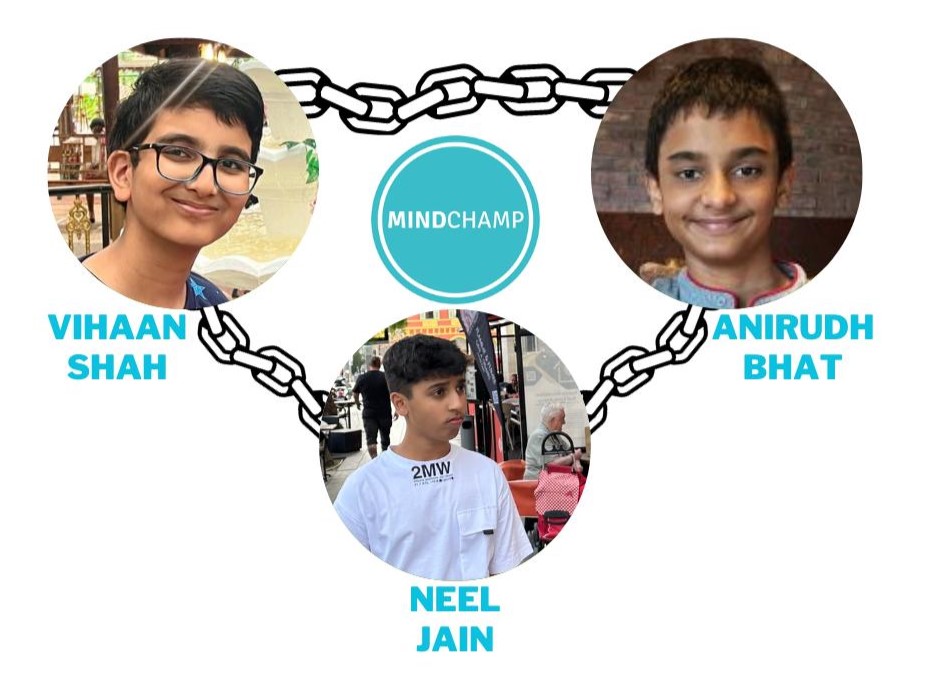 MINDCHAMP
VIHAAN
SHAH
ANIRUDH
BHAT
2MW
NEEL
JAIN